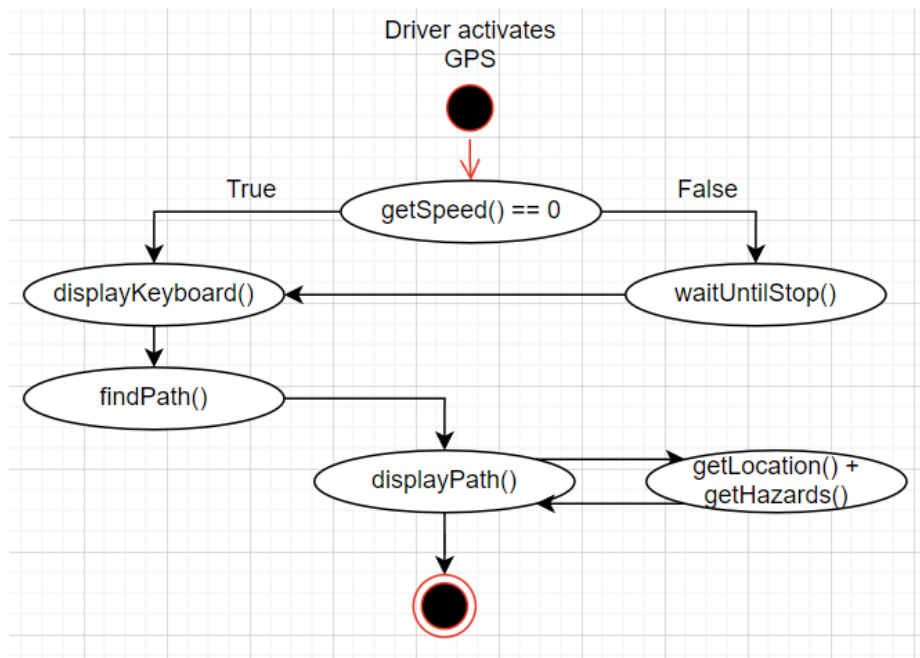 Driver activates
GPS
True
getSpeed() == 0
False
displayKeyboard()
waitUntilStop()
findPath()
displayPath()
getLocation() +
getHazards()